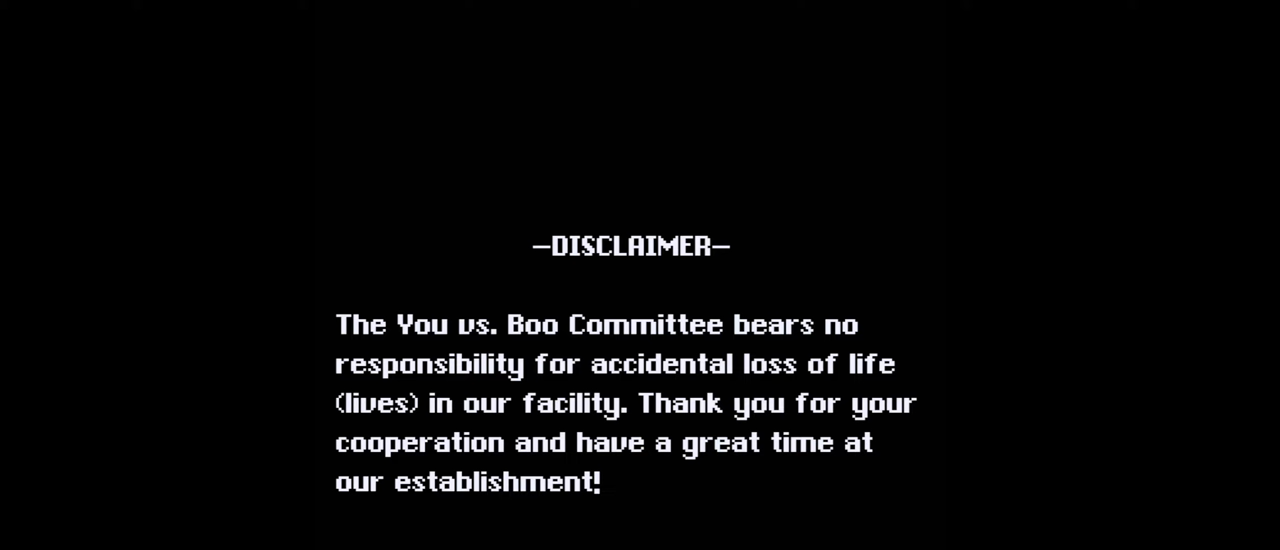 —DISCLAIMER—
The You vs. Boo Committee bears no
responsibility for accidental loss of life
(lives) in our facility. Thank you for your
cooperation and have a great time at
our establishment!